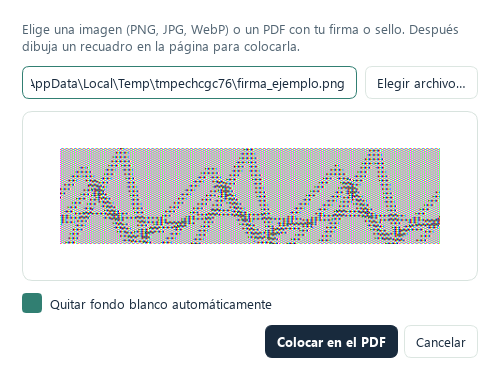 Elige una imagen (PNG, JPG, WebP) o un PDF con tu firma o sello. Después
dibuja un recuadro en la página para colocarla.
AppData\Local\Temp\tmpechcgc76\firma_ejemplo.png
Elegir archivo...
Quitar fondo blanco automáticamente
Colocar en el PDF
Cancelar